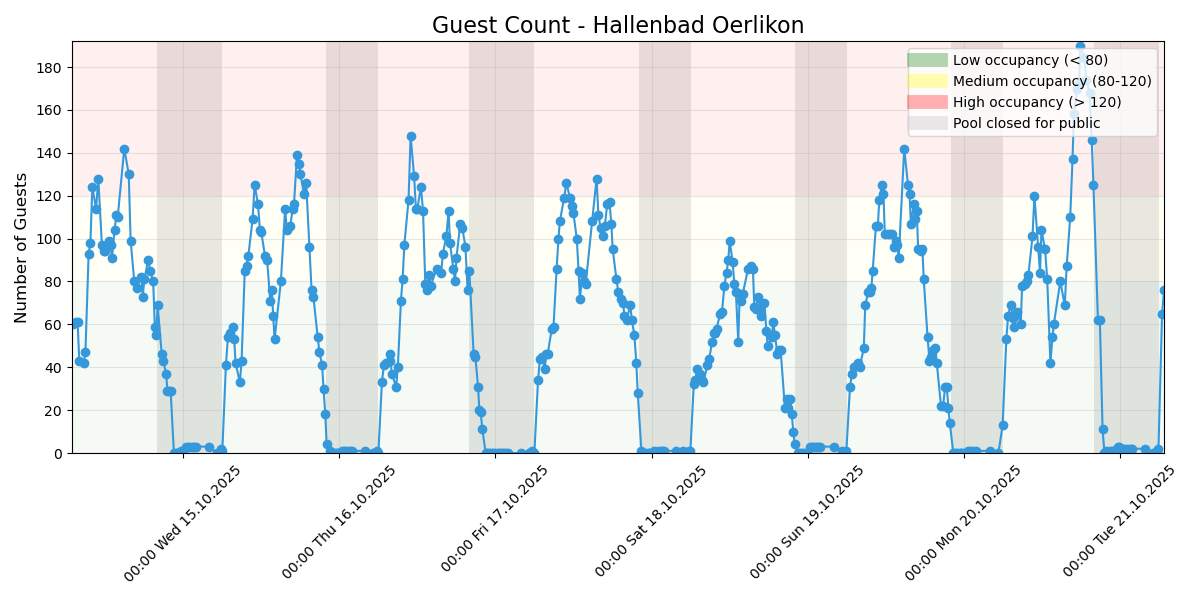 Guest Count - Hallenbad Oerlikon
Number of Guests
180
160
140
120
100
80
60
40
20
0
Low occupancy (< 80)
Medium occupancy (80-120)
High occupancy (> 120)
Pool closed for public
00:00 Wed 15.10.2025
00:00 Thu 16.10.2025
00:00 Fri 17.10.2025
00:00 Sat 18.10.2025
00:00 Sun 19.10.2025
00:00 Mon 20.10.2025
00:00 Tue 21.10.2025